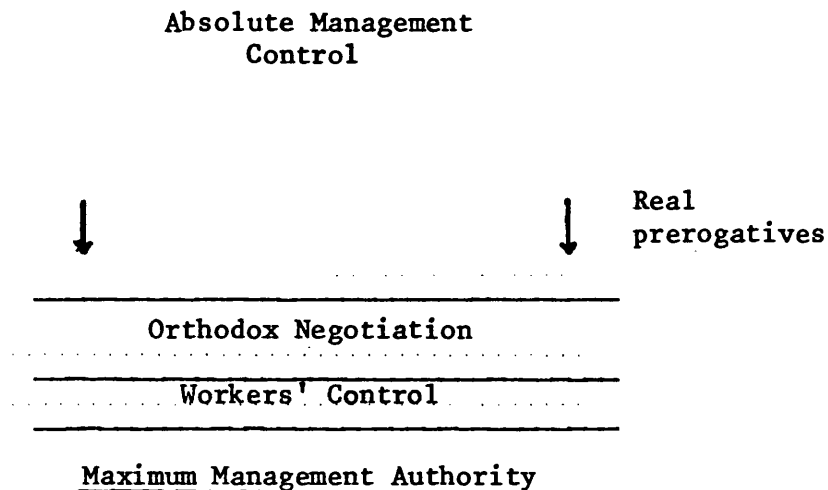 Absolute Management
Control
Real
prerogatives
Orthodox Negotiation
Workers' Control
Maximum Management Authority